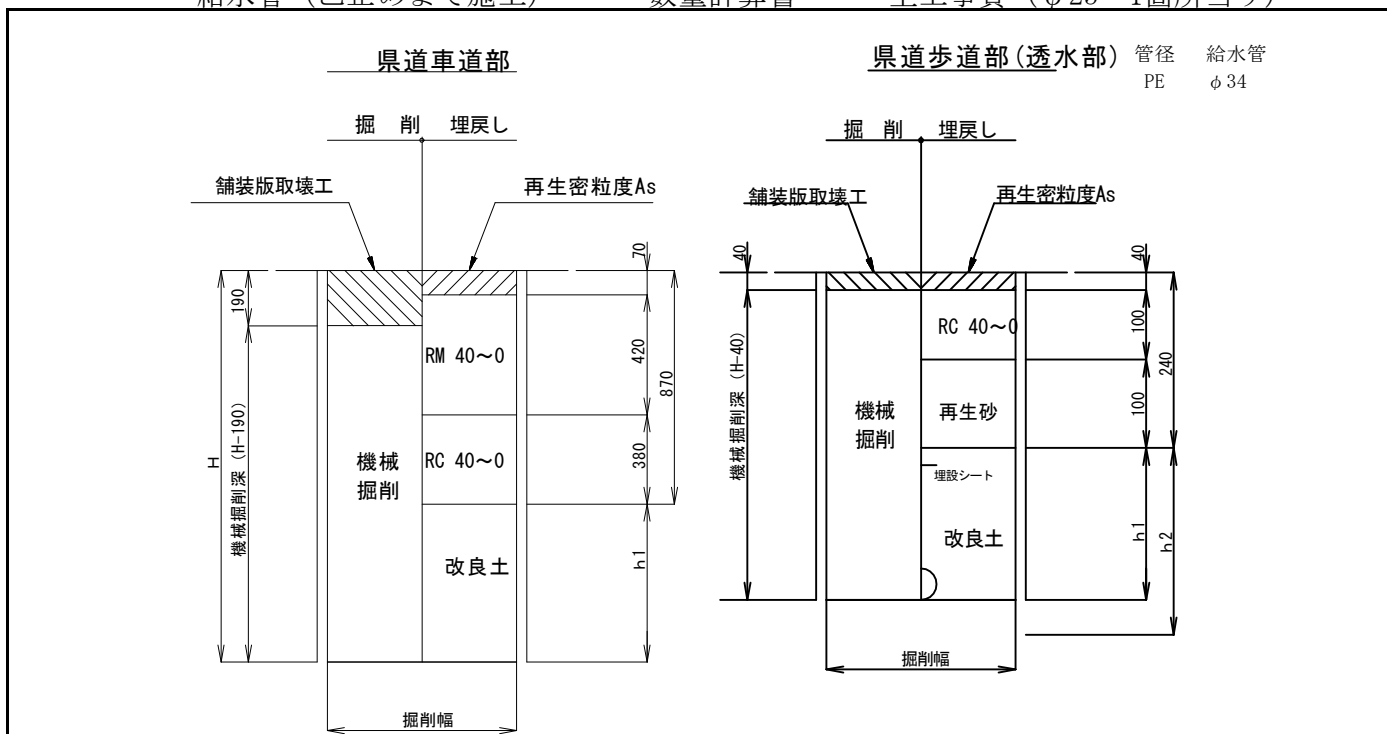 県道車道部
県道歩道部(透水部)
管径 給水管
PE φ34
掘 削 埋戻し
舗装版取壊工
再生密粒度As
70
190
RM 40～0
420
870
機械掘削深 (H-190)
H
機械
掘削
RC 40～0
380
改良土
h1
掘削幅
掘 削 埋戻し
舗装版取壊工
再生密粒度As
40
40
RC 40～0
100
240
機械掘削深 (H-40)
機械
掘削
再生砂
100
埋設シート
改良土
h1
h2
掘削幅